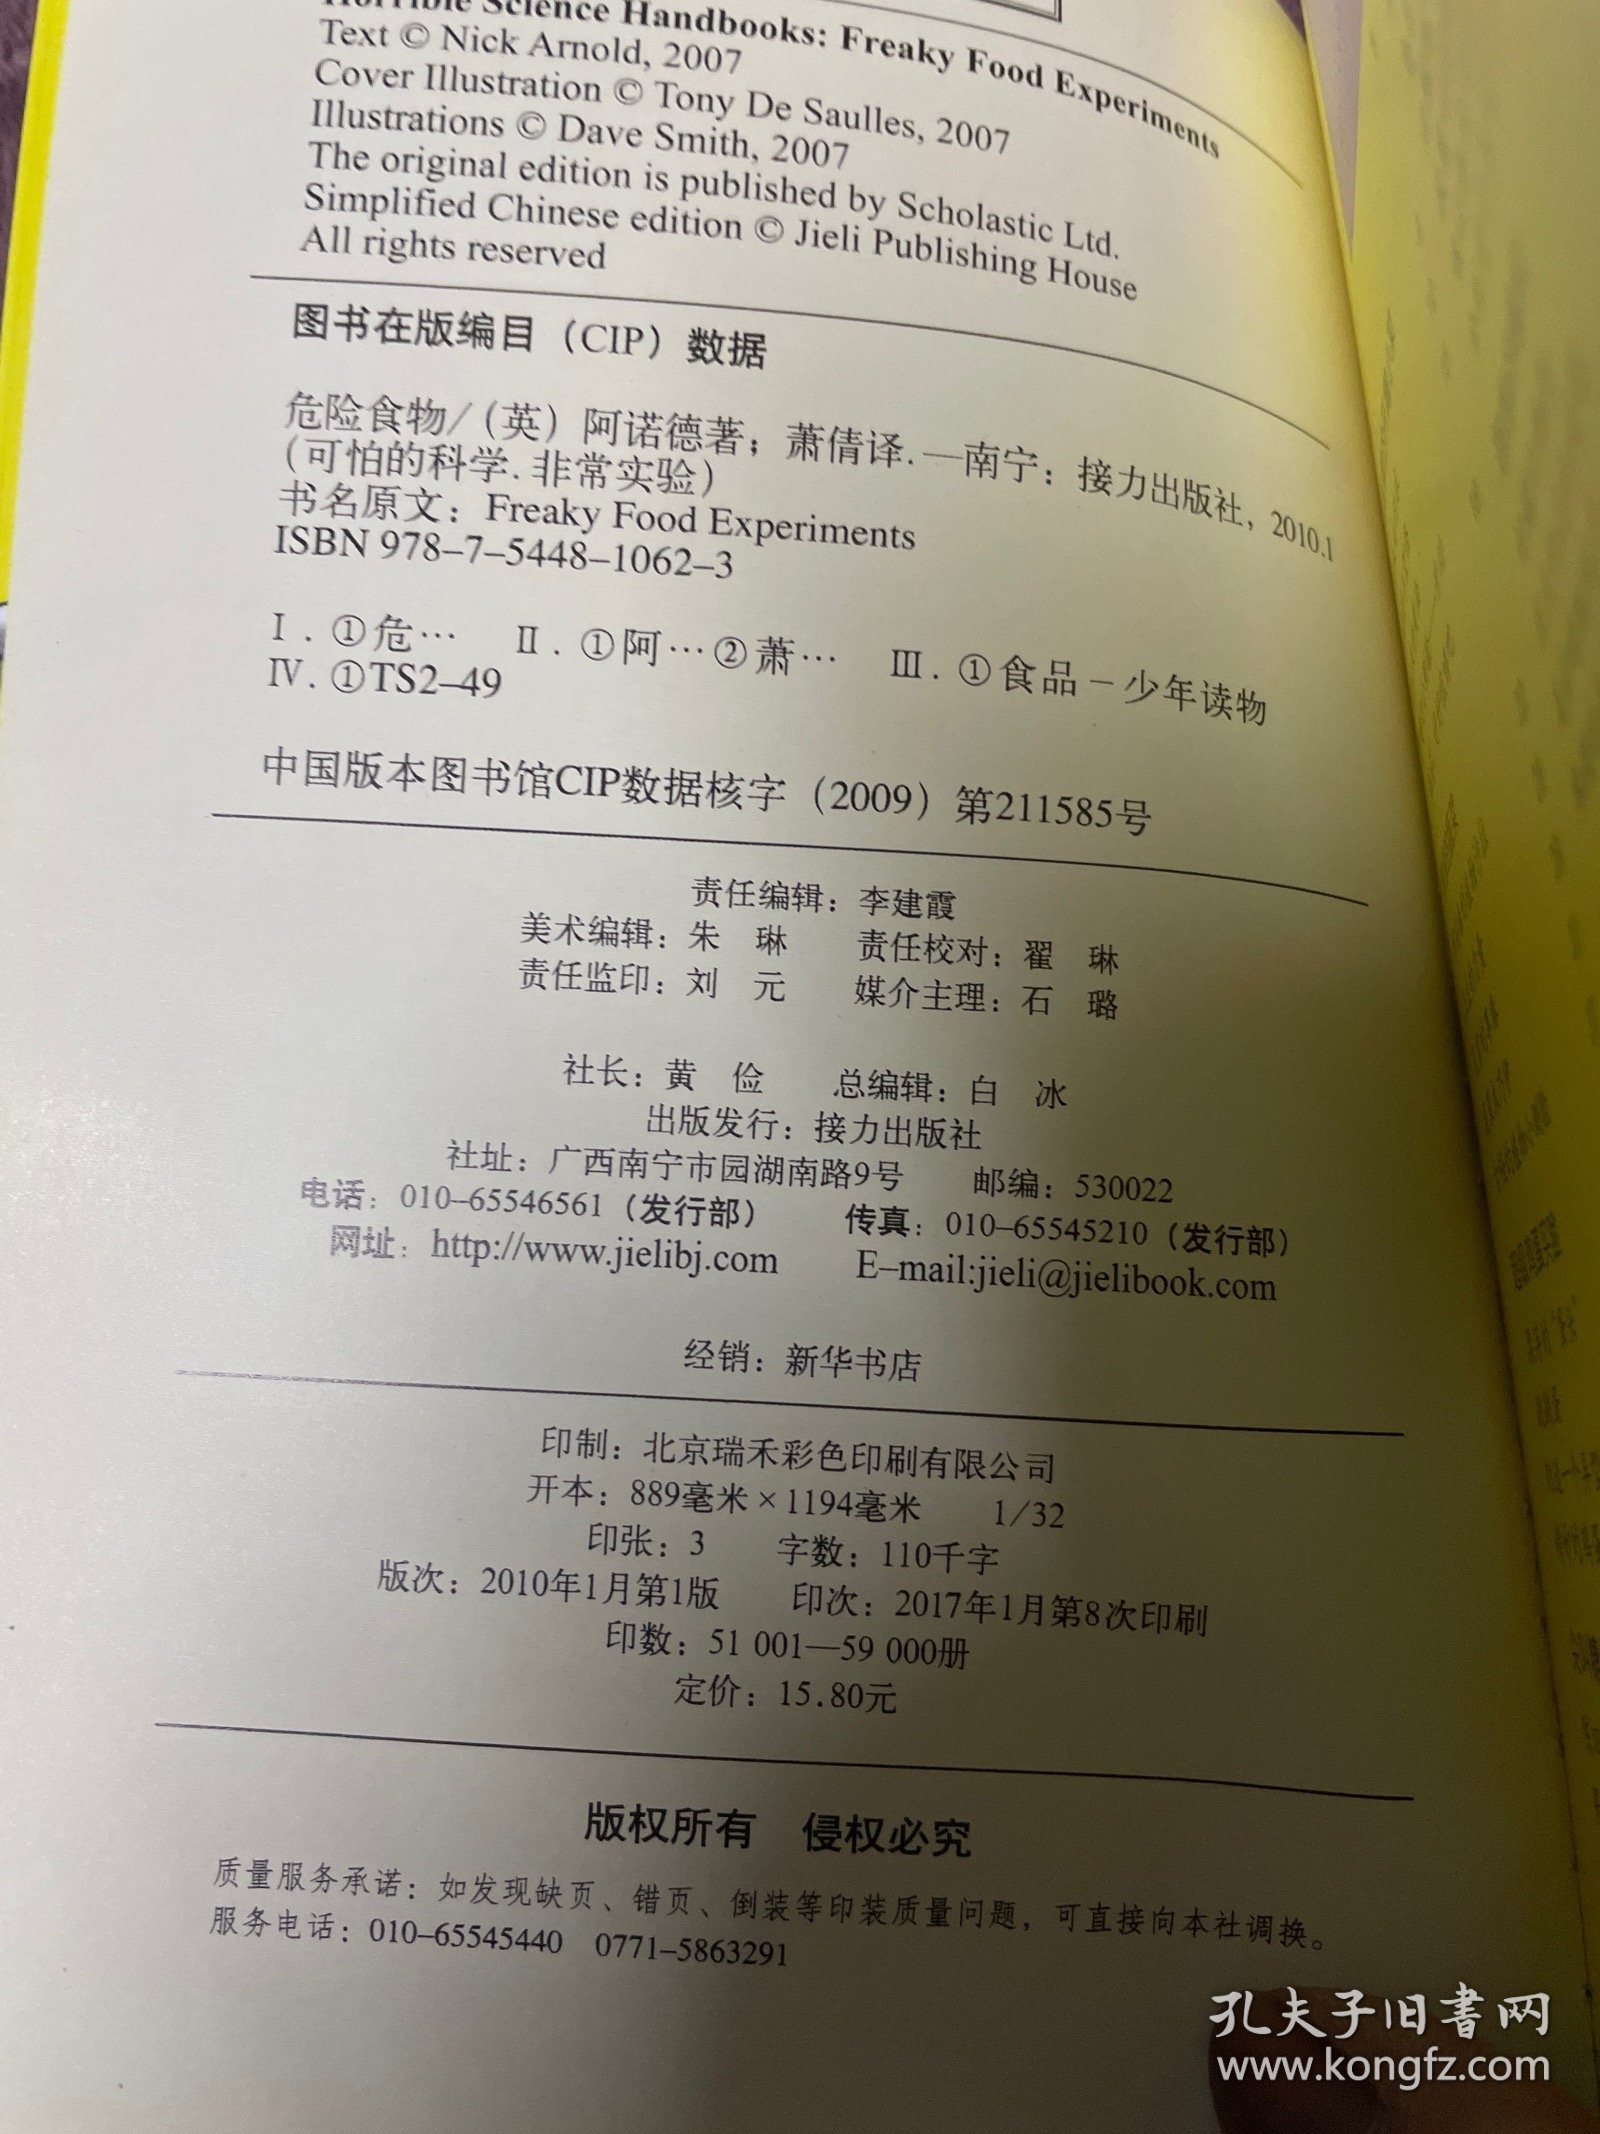 Horrible Science Handbooks: Freaky Food Experiments
Text © Nick Arnold, 2007
Cover Illustration © Tony De Saulles, 2007
Illustrations © Dave Smith, 2007
The original edition is published by Scholastic Ltd.
Simplified Chinese edition © Jieli Publishing House
All rights reserved
图书在版编目（CIP）数据
危险食物/（英）阿诺德著；萧倩译.—南宁：接力出版社，2010.1
（可怕的科学.非常实验）
书名原文：Freaky Food Experiments
ISBN 978-7-5448-1062-3
Ⅰ.①危… Ⅱ.①阿…②萧… Ⅲ.①食品－少年读物
Ⅳ.①TS2-49
中国版本图书馆CIP数据核字（2009）第211585号
责任编辑：李建霞
美术编辑：朱 琳 责任校对：翟 琳
责任监印：刘 元 媒介主理：石 璐
社长：黄 俭 总编辑：白 冰
出版发行：接力出版社
社址：广西南宁市园湖南路9号 邮编：530022
电话：010-65546561（发行部） 传真：010-65545210（发行部）
网址：http://www.jielibj.com E-mail:jieli@jielibook.com
经销：新华书店
印制：北京瑞禾彩色印刷有限公司
开本：889毫米×1194毫米 1/32
印张：3 字数：110千字
版次：2010年1月第1版 印次：2017年1月第8次印刷
印数：51 001—59 000册
定价：15.80元
版权所有 侵权必究
质量服务承诺：如发现缺页、错页、倒装等印装质量问题，可直接向本社调换。
服务电话：010-65545440 0771-5863291
孔夫子旧书网
www.kongfz.com